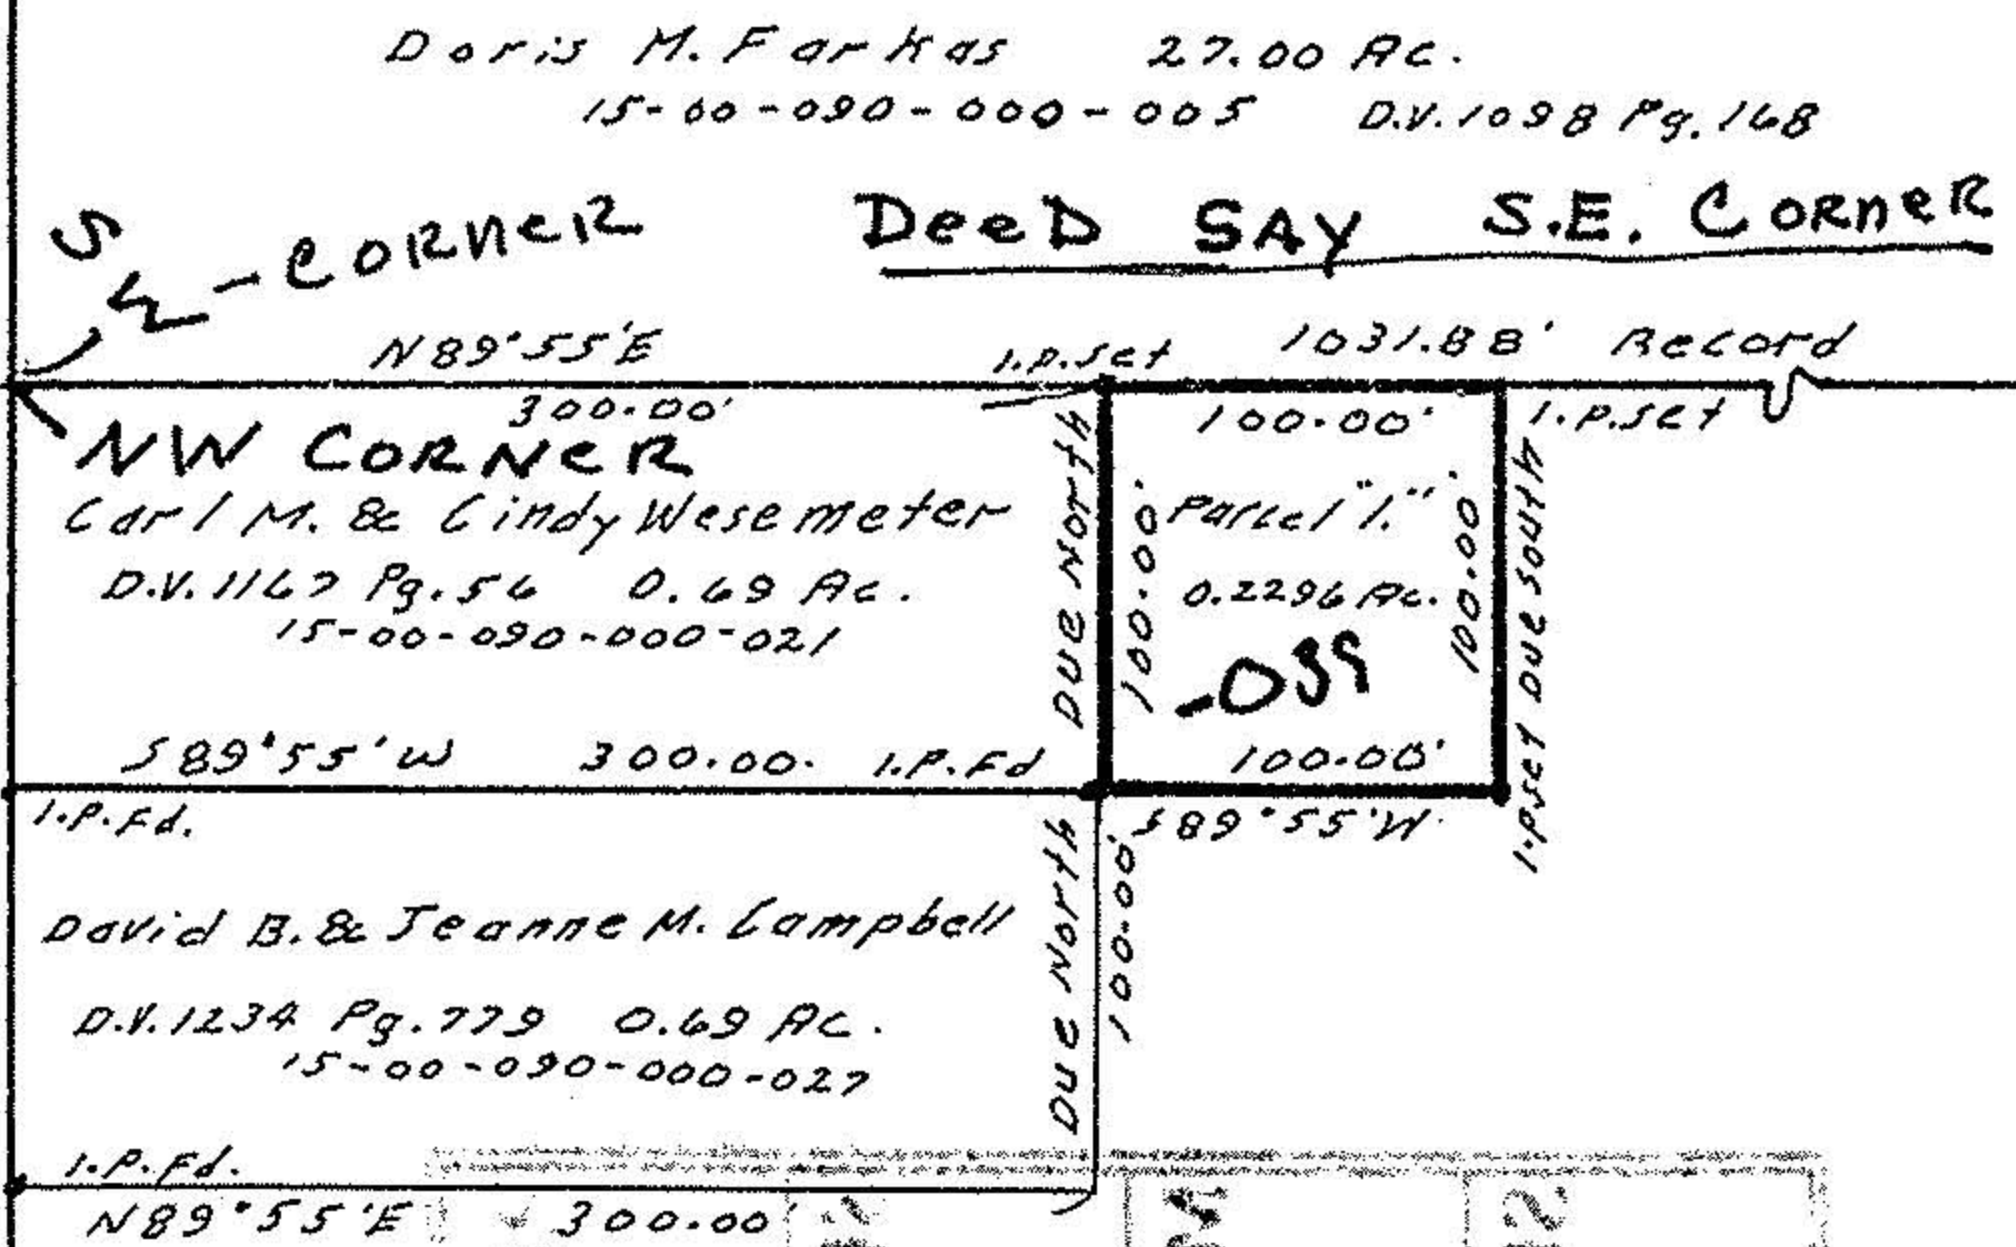 Doris M. Farkas 27.00 Ac.
15-00-090-000-005 D.V. 1098 Pg. 168
SW - CORNER
DeeD SAY S.E. CORneR
N89°55'E
I.P. Set
1031.88' Record
300.00'
100.00'
I.P. Set
NW CORNeR
Carl M. & Cindy Wesemeter
D.V. 1167 Pg. 56 0.69 Ac.
15-00-090-000-021
Due North
100.00'
Parcel "1."
0.2296 Ac.
-039
100.00'
I.P. Set Due South
S89°55'W 300.00. I.P. Fd
100.00'
I.P. Fd.
S89°55'W
David B. & Jeanne M. Campbell
D.V. 1234 Pg. 779 0.69 Ac.
15-00-090-000-027
Due North
100.00'
I.P. Fd.
N89°55'E 300.00'